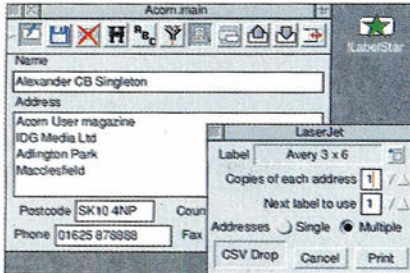 Acorn.main
ABC
!LabelStar
Name
Alexander CB Singleton
Address
Acorn User magazine
IDG Media Ltd
Adlington Park
Macclesfield
Postcode SK10 4NP Coun
Phone 01625 878888 Fax
LaserJet
Label Avery 3 x 6
Copies of each address 1
Next label to use 1
Addresses Single Multiple
CSV Drop Cancel Print